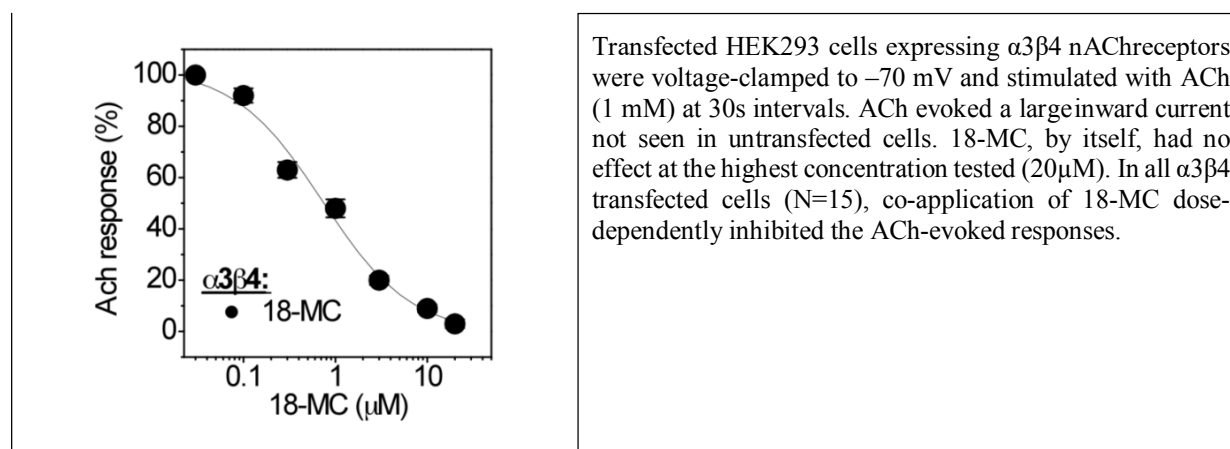 100
80
60
40
20
0
Ach response (%)
α3β4:
18-MC
0.1 1 10
18-MC (μM)
Transfected HEK293 cells expressing α3β4 nAChreceptors
were voltage-clamped to –70 mV and stimulated with ACh
(1 mM) at 30s intervals. ACh evoked a largeinward current
not seen in untransfected cells. 18-MC, by itself, had no
effect at the highest concentration tested (20μM). In all α3β4
transfected cells (N=15), co-application of 18-MC dose-
dependently inhibited the ACh-evoked responses.